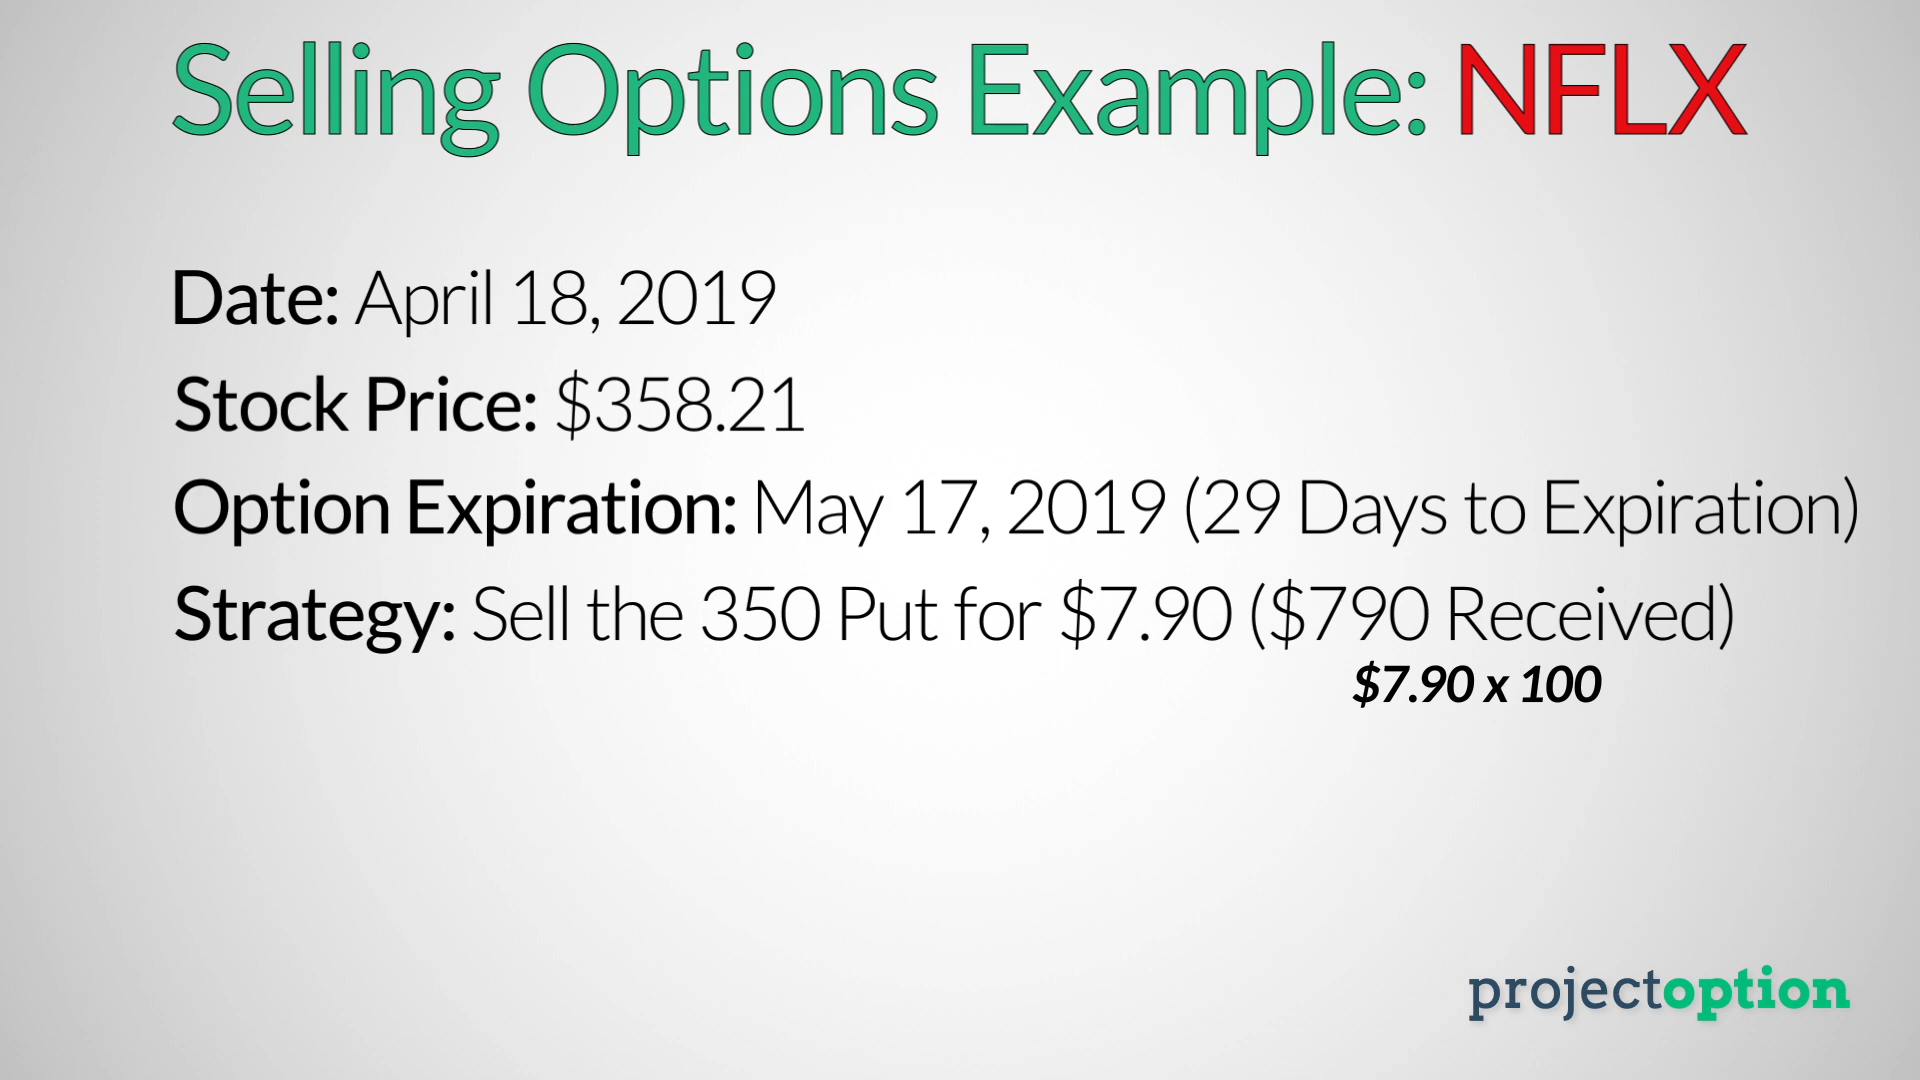 Selling Options Example: NFLX
Date: April 18, 2019
Stock Price: $358.21
Option Expiration: May 17, 2019 (29 Days to Expiration)
Strategy: Sell the 350 Put for $7.90 ($790 Received)
$7.90 x 100
projectoption